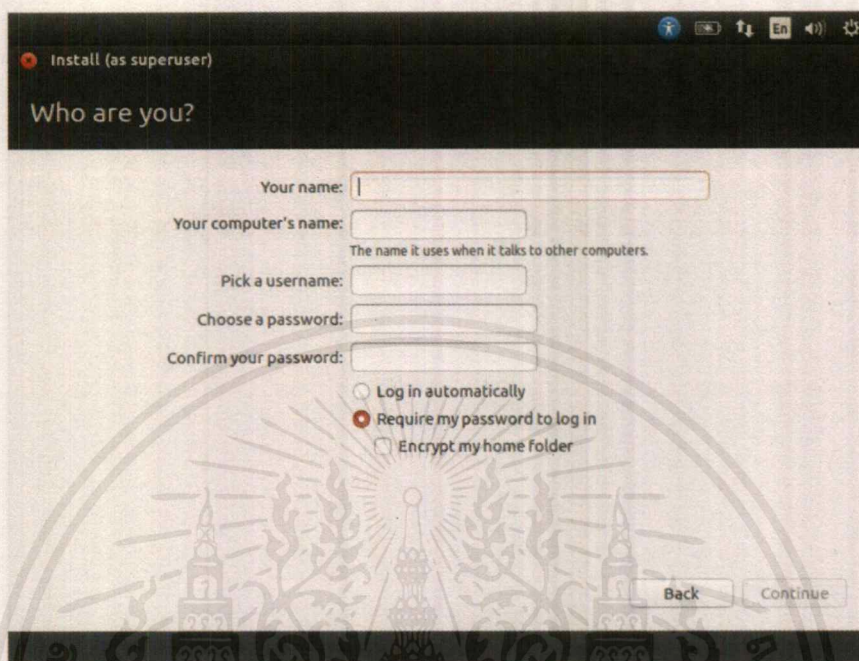 En
Install (as superuser)
Who are you?
Your name:
Your computer's name:
The name it uses when it talks to other computers.
Pick a username:
Choose a password:
Confirm your password:
Log in automatically
Require my password to log in
Encrypt my home folder
Back Continue